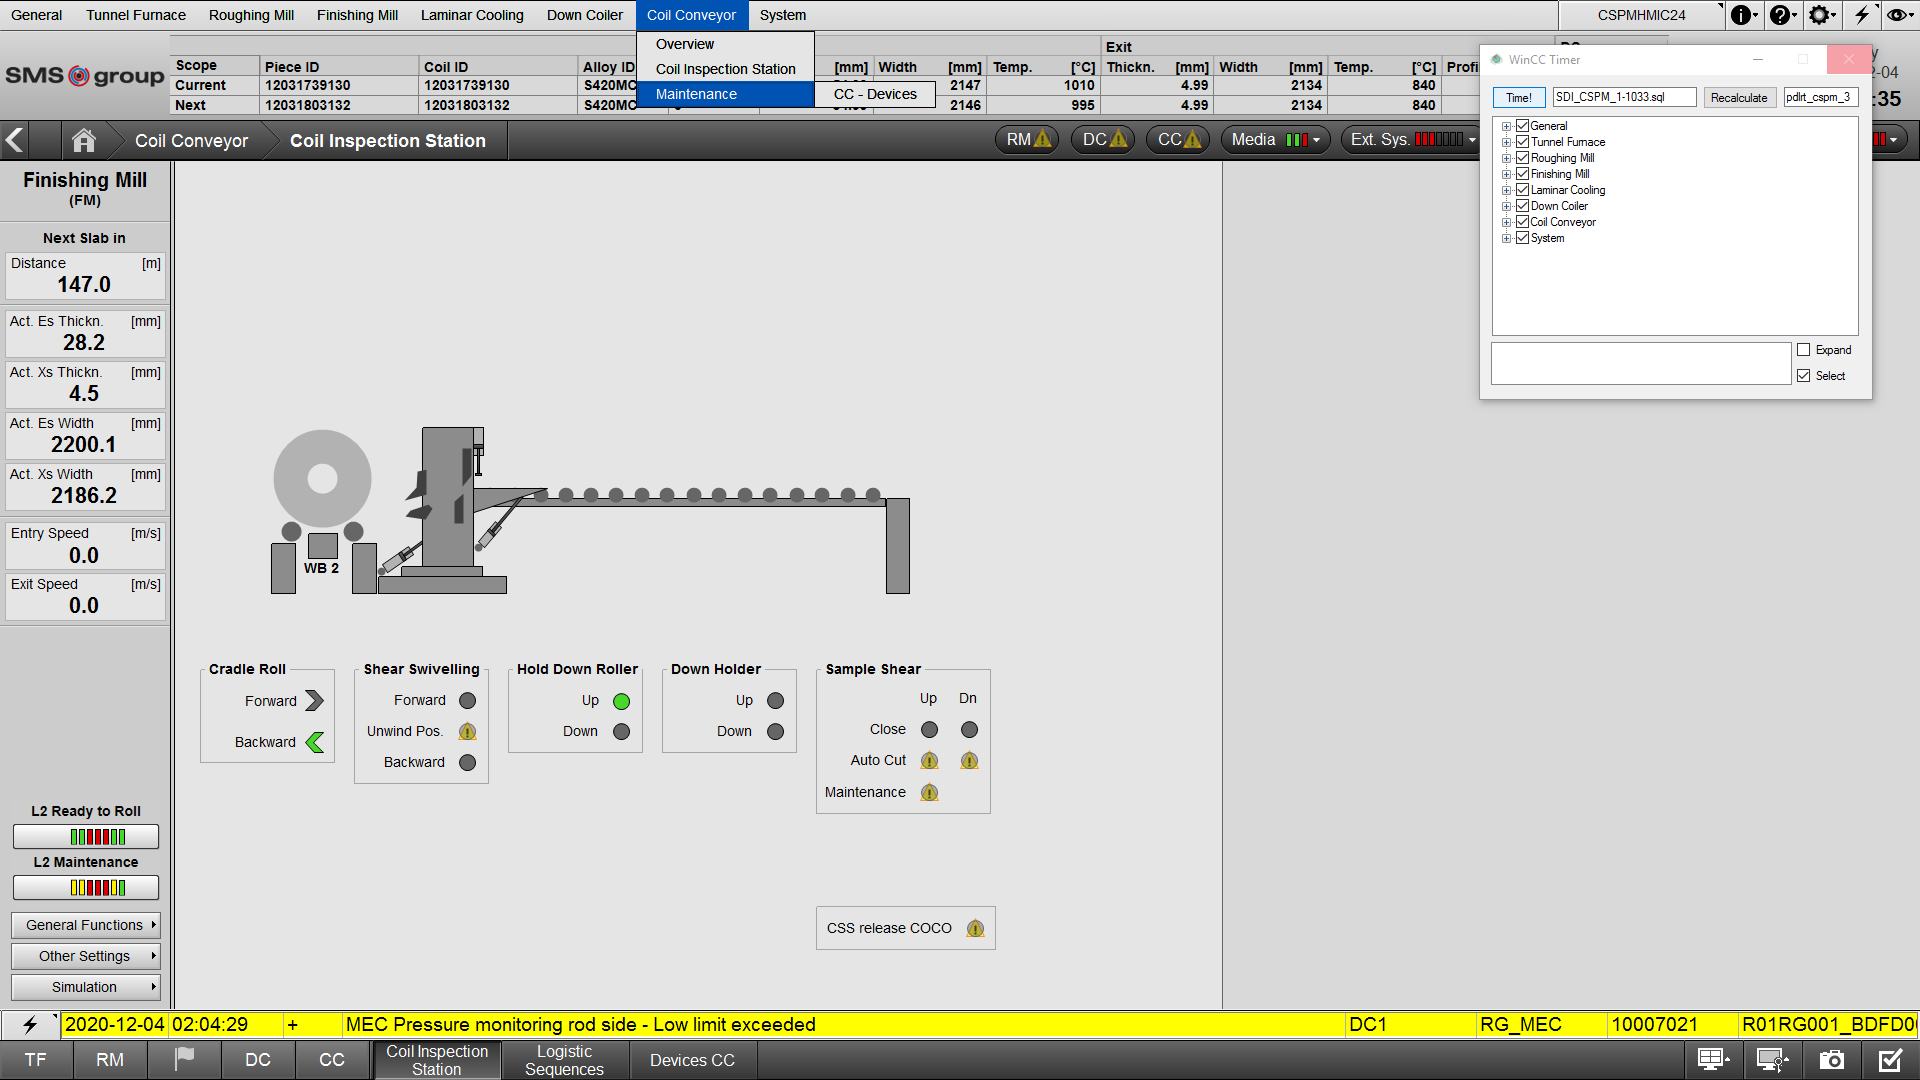 General Tunnel Furnace Roughing Mill Finishing Mill Laminar Cooling Down Coiler Coil Conveyor System CSPMHMIC24
Overview
Coil Inspection Station
Maintenance CC - Devices
SMS group
Exit
Scope Piece ID Coil ID Alloy ID [mm] Width [mm] Temp. [°C] Thickn. [mm] Width [mm] Temp. [°C] Profi
Current 12031739130 12031739130 S420MC 2147 1010 4.99 2134 840
Next 12031803132 12031803132 S420MC 2146 995 4.99 2134 840
-04
:35
WinCC Timer
Time! SDI_CSPM_1-1033.sql Recalculate pdlrt_cspm_3
General
Tunnel Furnace
Roughing Mill
Finishing Mill
Laminar Cooling
Down Coiler
Coil Conveyor
System
Expand
Select
Coil Conveyor Coil Inspection Station RM DC CC Media Ext. Sys.
Finishing Mill
(FM)
Next Slab in
Distance [m]
147.0
Act. Es Thickn. [mm]
28.2
Act. Xs Thickn. [mm]
4.5
Act. Es Width [mm]
2200.1
Act. Xs Width [mm]
2186.2
Entry Speed [m/s]
0.0
Exit Speed [m/s]
0.0
L2 Ready to Roll
L2 Maintenance
General Functions
Other Settings
Simulation
WB 2
Cradle Roll
Forward
Backward
Shear Swivelling
Forward
Unwind Pos.
Backward
Hold Down Roller
Up
Down
Down Holder
Up
Down
Sample Shear
Up Dn
Close
Auto Cut
Maintenance
CSS release COCO
2020-12-04 02:04:29 + MEC Pressure monitoring rod side - Low limit exceeded DC1 RG_MEC 10007021 R01RG001_BDFD0
TF RM DC CC Coil Inspection Station Logistic Sequences Devices CC